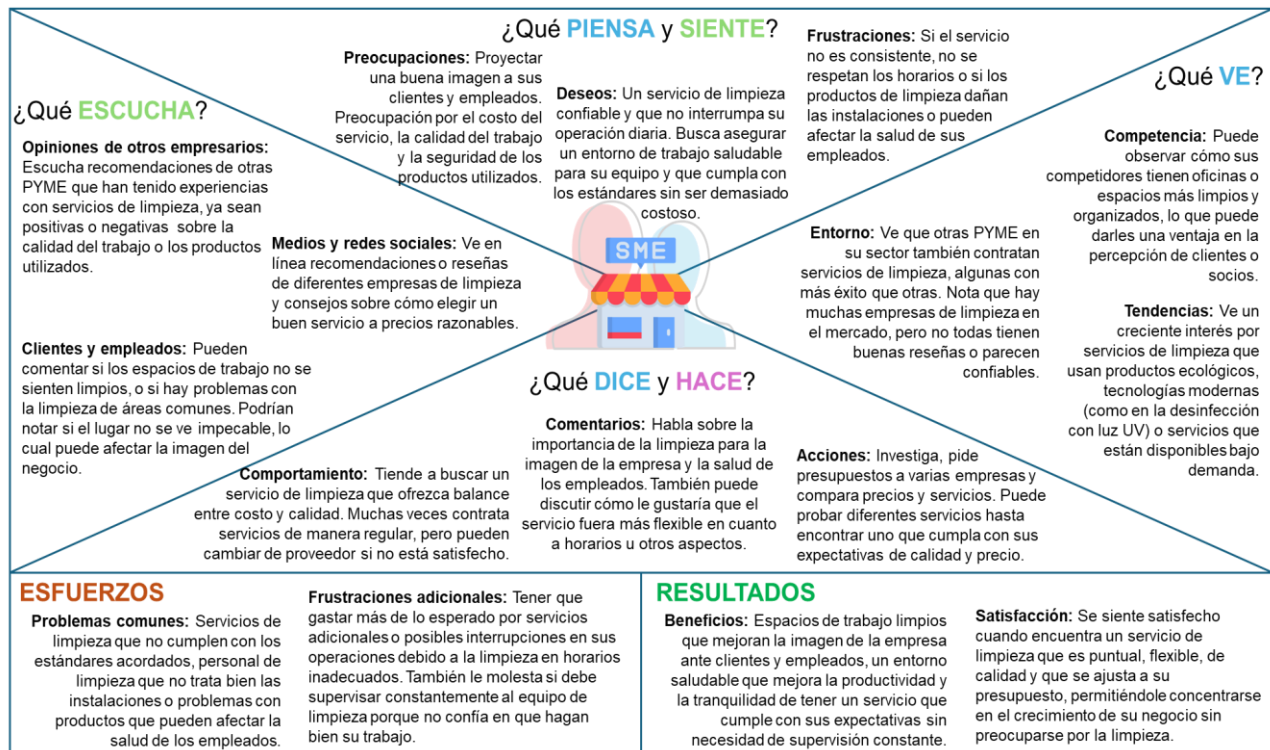 ¿Qué PIENSA y SIENTE?
Preocupaciones: Proyectar
una buena imagen a sus
clientes y empleados.
Preocupación por el costo del
servicio, la calidad del trabajo
y la seguridad de los
productos utilizados.
Deseos: Un servicio de limpieza
confiable y que no interrumpa su
operación diaria. Busca asegurar
un entorno de trabajo saludable
para su equipo y que cumpla con
los estándares sin ser demasiado
costoso.
Frustraciones: Si el servicio
no es consistente, no se
respetan los horarios o si los
productos de limpieza dañan
las instalaciones o pueden
afectar la salud de sus
empleados.
¿Qué ESCUCHA?
Opiniones de otros empresarios:
Escucha recomendaciones de otras
PYME que han tenido experiencias
con servicios de limpieza, ya sean
positivas o negativas sobre la
calidad del trabajo o los productos
utilizados.
Medios y redes sociales: Ve en
línea recomendaciones o reseñas
de diferentes empresas de limpieza
y consejos sobre cómo elegir un
buen servicio a precios razonables.
Clientes y empleados: Pueden
comentar si los espacios de trabajo no se
sienten limpios, o si hay problemas con
la limpieza de áreas comunes. Podrían
notar si el lugar no se ve impecable, lo
cual puede afectar la imagen del
negocio.
SME
¿Qué VE?
Competencia: Puede
observar cómo sus
competidores tienen oficinas o
espacios más limpios y
organizados, lo que puede
darles una ventaja en la
percepción de clientes o
socios.
Entorno: Ve que otras PYME en
su sector también contratan
servicios de limpieza, algunas con
más éxito que otras. Nota que hay
muchas empresas de limpieza en
el mercado, pero no todas tienen
buenas reseñas o parecen
confiables.
Tendencias: Ve un
creciente interés por
servicios de limpieza que
usan productos ecológicos,
tecnologías modernas
(como en la desinfección
con luz UV) o servicios que
están disponibles bajo
demanda.
¿Qué DICE y HACE?
Comportamiento: Tiende a buscar un
servicio de limpieza que ofrezca balance
entre costo y calidad. Muchas veces contrata
servicios de manera regular, pero pueden
cambiar de proveedor si no está satisfecho.
Comentarios: Habla sobre la
importancia de la limpieza para la
imagen de la empresa y la salud de
los empleados. También puede
discutir cómo le gustaría que el
servicio fuera más flexible en cuanto
a horarios u otros aspectos.
Acciones: Investiga, pide
presupuestos a varias empresas y
compara precios y servicios. Puede
probar diferentes servicios hasta
encontrar uno que cumpla con sus
expectativas de calidad y precio.
ESFUERZOS
Problemas comunes: Servicios de
limpieza que no cumplen con los
estándares acordados, personal de
limpieza que no trata bien las
instalaciones o problemas con
productos que pueden afectar la
salud de los empleados.
Frustraciones adicionales: Tener que
gastar más de lo esperado por servicios
adicionales o posibles interrupciones en sus
operaciones debido a la limpieza en horarios
inadecuados. También le molesta si debe
supervisar constantemente al equipo de
limpieza porque no confía en que hagan
bien su trabajo.
RESULTADOS
Beneficios: Espacios de trabajo limpios
que mejoran la imagen de la empresa
ante clientes y empleados, un entorno
saludable que mejora la productividad y
la tranquilidad de tener un servicio que
cumple con sus expectativas sin
necesidad de supervisión constante.
Satisfacción: Se siente satisfecho
cuando encuentra un servicio de
limpieza que es puntual, flexible, de
calidad y que se ajusta a su
presupuesto, permitiéndole concentrarse
en el crecimiento de su negocio sin
preocuparse por la limpieza.